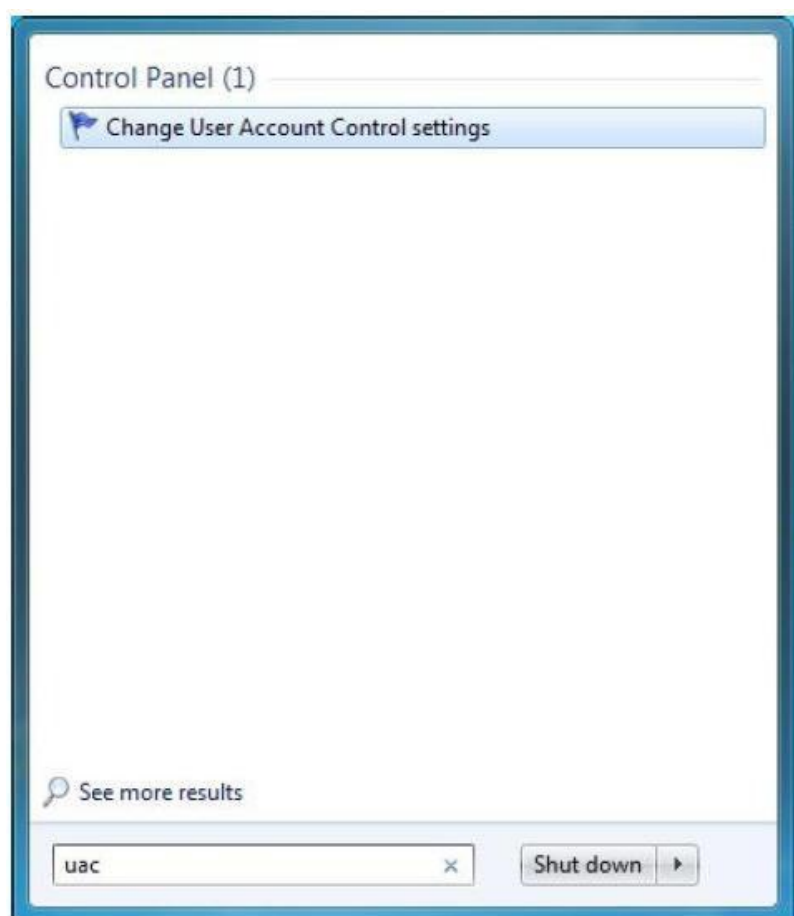 Control Panel (1)
Change User Account Control settings
See more results
uac
Shut down